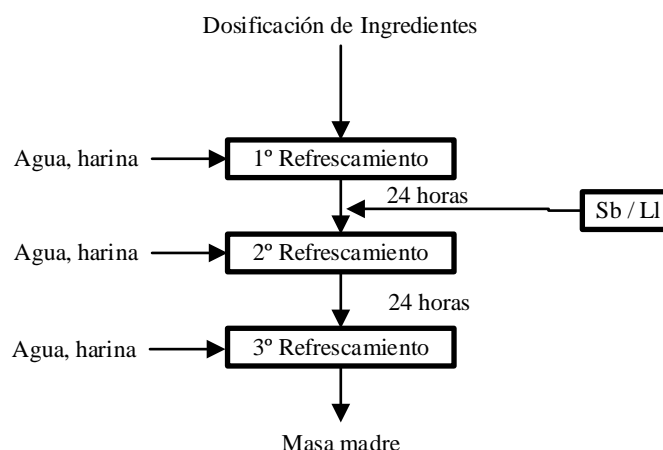 Dosificación de Ingredientes
Agua, harina
1º Refrescamiento
24 horas
Sb / Ll
Agua, harina
2º Refrescamiento
24 horas
Agua, harina
3º Refrescamiento
Masa madre